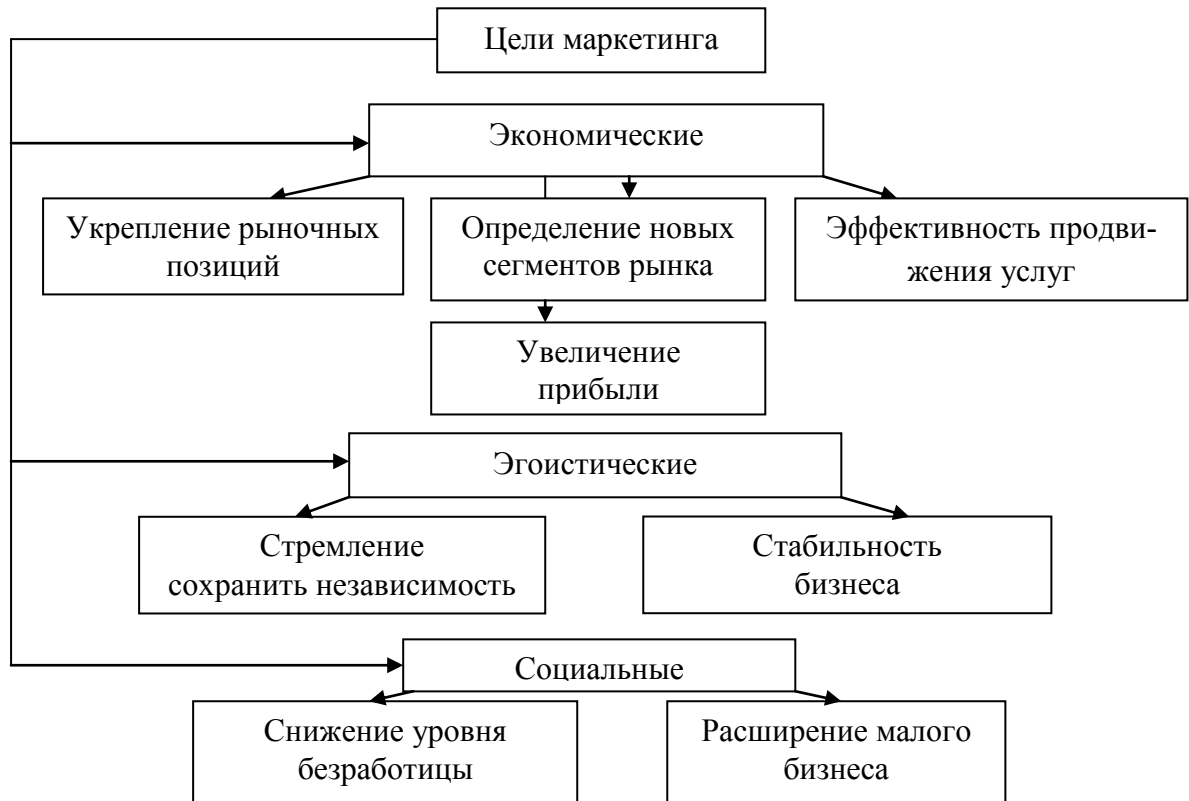 Цели маркетинга
Экономические
Укрепление рыночных
позиций
Определение новых
сегментов рынка
Эффективность продви-
жения услуг
Увеличение
прибыли
Эгоистические
Стремление
сохранить независимость
Стабильность
бизнеса
Социальные
Снижение уровня
безработицы
Расширение малого
бизнеса